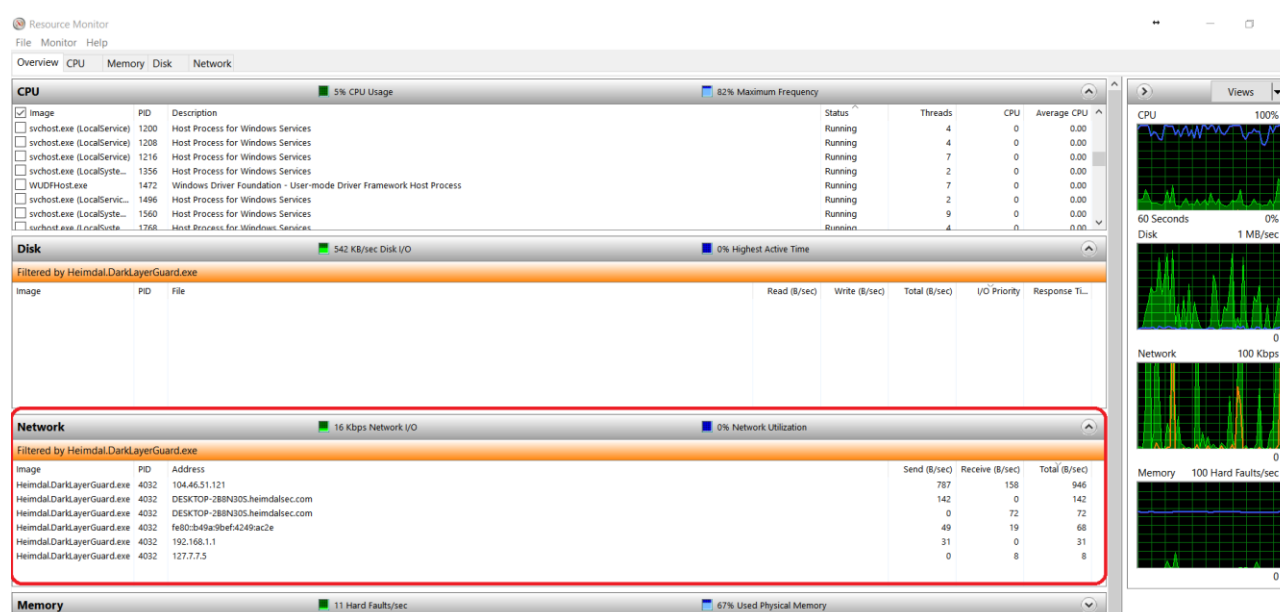 Resource Monitor
File Monitor Help
Overview CPU Memory Disk Network
CPU 5% CPU Usage 82% Maximum Frequency
Image PID Description Status Threads CPU Average CPU
svchost.exe (LocalService) 1200 Host Process for Windows Services Running 4 0 0.00
svchost.exe (LocalService) 1208 Host Process for Windows Services Running 4 0 0.00
svchost.exe (LocalService) 1216 Host Process for Windows Services Running 7 0 0.00
svchost.exe (LocalSyste... 1356 Host Process for Windows Services Running 2 0 0.00
WUDFHost.exe 1472 Windows Driver Foundation - User-mode Driver Framework Host Process Running 7 0 0.00
svchost.exe (LocalServic... 1496 Host Process for Windows Services Running 2 0 0.00
svchost.exe (LocalSyste... 1560 Host Process for Windows Services Running 9 0 0.00
svchost.exe (LocalSyste... 1768 Host Process for Windows Services Running 4 0 0.00
Disk 542 KB/sec Disk I/O 0% Highest Active Time
Filtered by Heimdal.DarkLayerGuard.exe
Image PID File Read (B/sec) Write (B/sec) Total (B/sec) I/O Priority Response Ti...
Network 16 Kbps Network I/O 0% Network Utilization
Filtered by Heimdal.DarkLayerGuard.exe
Image PID Address Send (B/sec) Receive (B/sec) Total (B/sec)
Heimdal.DarkLayerGuard.exe 4032 104.46.51.121 787 158 946
Heimdal.DarkLayerGuard.exe 4032 DESKTOP-2B8N30S.heimdalsec.com 142 0 142
Heimdal.DarkLayerGuard.exe 4032 DESKTOP-2B8N30S.heimdalsec.com 0 72 72
Heimdal.DarkLayerGuard.exe 4032 fe80::b49a:9bef:4249:ac2e 49 19 68
Heimdal.DarkLayerGuard.exe 4032 192.168.1.1 31 0 31
Heimdal.DarkLayerGuard.exe 4032 127.7.7.5 0 8 8
Memory 11 Hard Faults/sec 67% Used Physical Memory
Views
CPU 100%
60 Seconds 0%
Disk 1 MB/sec
0
Network 100 Kbps
0
Memory 100 Hard Faults/sec
0